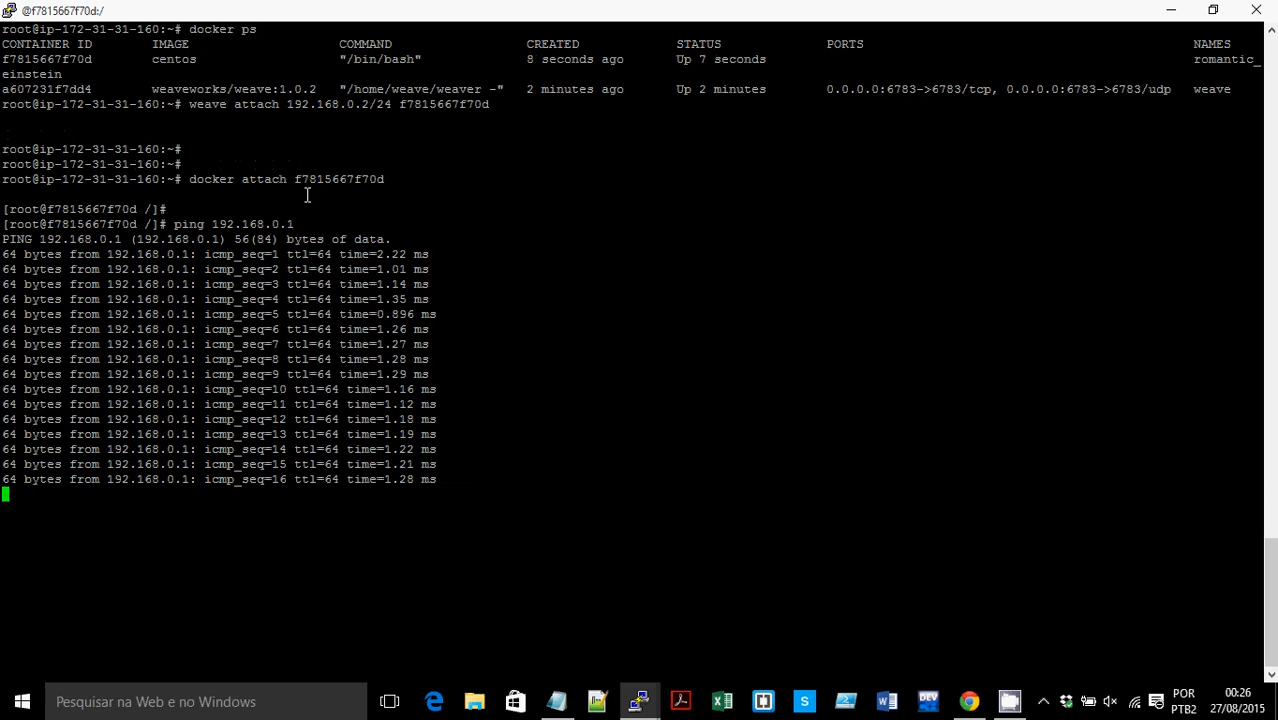 @f7815667f70d:/
root@ip-172-31-31-160:~# docker ps
CONTAINER ID IMAGE COMMAND CREATED STATUS PORTS NAMES
f7815667f70d centos "/bin/bash" 8 seconds ago Up 7 seconds romantic_
einstein
a607231f7dd4 weaveworks/weave:1.0.2 "/home/weave/weaver -" 2 minutes ago Up 2 minutes 0.0.0.0:6783->6783/tcp, 0.0.0.0:6783->6783/udp weave
root@ip-172-31-31-160:~# weave attach 192.168.0.2/24 f7815667f70d
root@ip-172-31-31-160:~#
root@ip-172-31-31-160:~#
root@ip-172-31-31-160:~# docker attach f7815667f70d
[root@f7815667f70d /]#
[root@f7815667f70d /]# ping 192.168.0.1
PING 192.168.0.1 (192.168.0.1) 56(84) bytes of data.
64 bytes from 192.168.0.1: icmp_seq=1 ttl=64 time=2.22 ms
64 bytes from 192.168.0.1: icmp_seq=2 ttl=64 time=1.01 ms
64 bytes from 192.168.0.1: icmp_seq=3 ttl=64 time=1.14 ms
64 bytes from 192.168.0.1: icmp_seq=4 ttl=64 time=1.35 ms
64 bytes from 192.168.0.1: icmp_seq=5 ttl=64 time=0.896 ms
64 bytes from 192.168.0.1: icmp_seq=6 ttl=64 time=1.26 ms
64 bytes from 192.168.0.1: icmp_seq=7 ttl=64 time=1.27 ms
64 bytes from 192.168.0.1: icmp_seq=8 ttl=64 time=1.28 ms
64 bytes from 192.168.0.1: icmp_seq=9 ttl=64 time=1.29 ms
64 bytes from 192.168.0.1: icmp_seq=10 ttl=64 time=1.16 ms
64 bytes from 192.168.0.1: icmp_seq=11 ttl=64 time=1.12 ms
64 bytes from 192.168.0.1: icmp_seq=12 ttl=64 time=1.18 ms
64 bytes from 192.168.0.1: icmp_seq=13 ttl=64 time=1.19 ms
64 bytes from 192.168.0.1: icmp_seq=14 ttl=64 time=1.22 ms
64 bytes from 192.168.0.1: icmp_seq=15 ttl=64 time=1.21 ms
64 bytes from 192.168.0.1: icmp_seq=16 ttl=64 time=1.28 ms
Pesquisar na Web e no Windows
POR 00:26
PTB2 27/08/2015